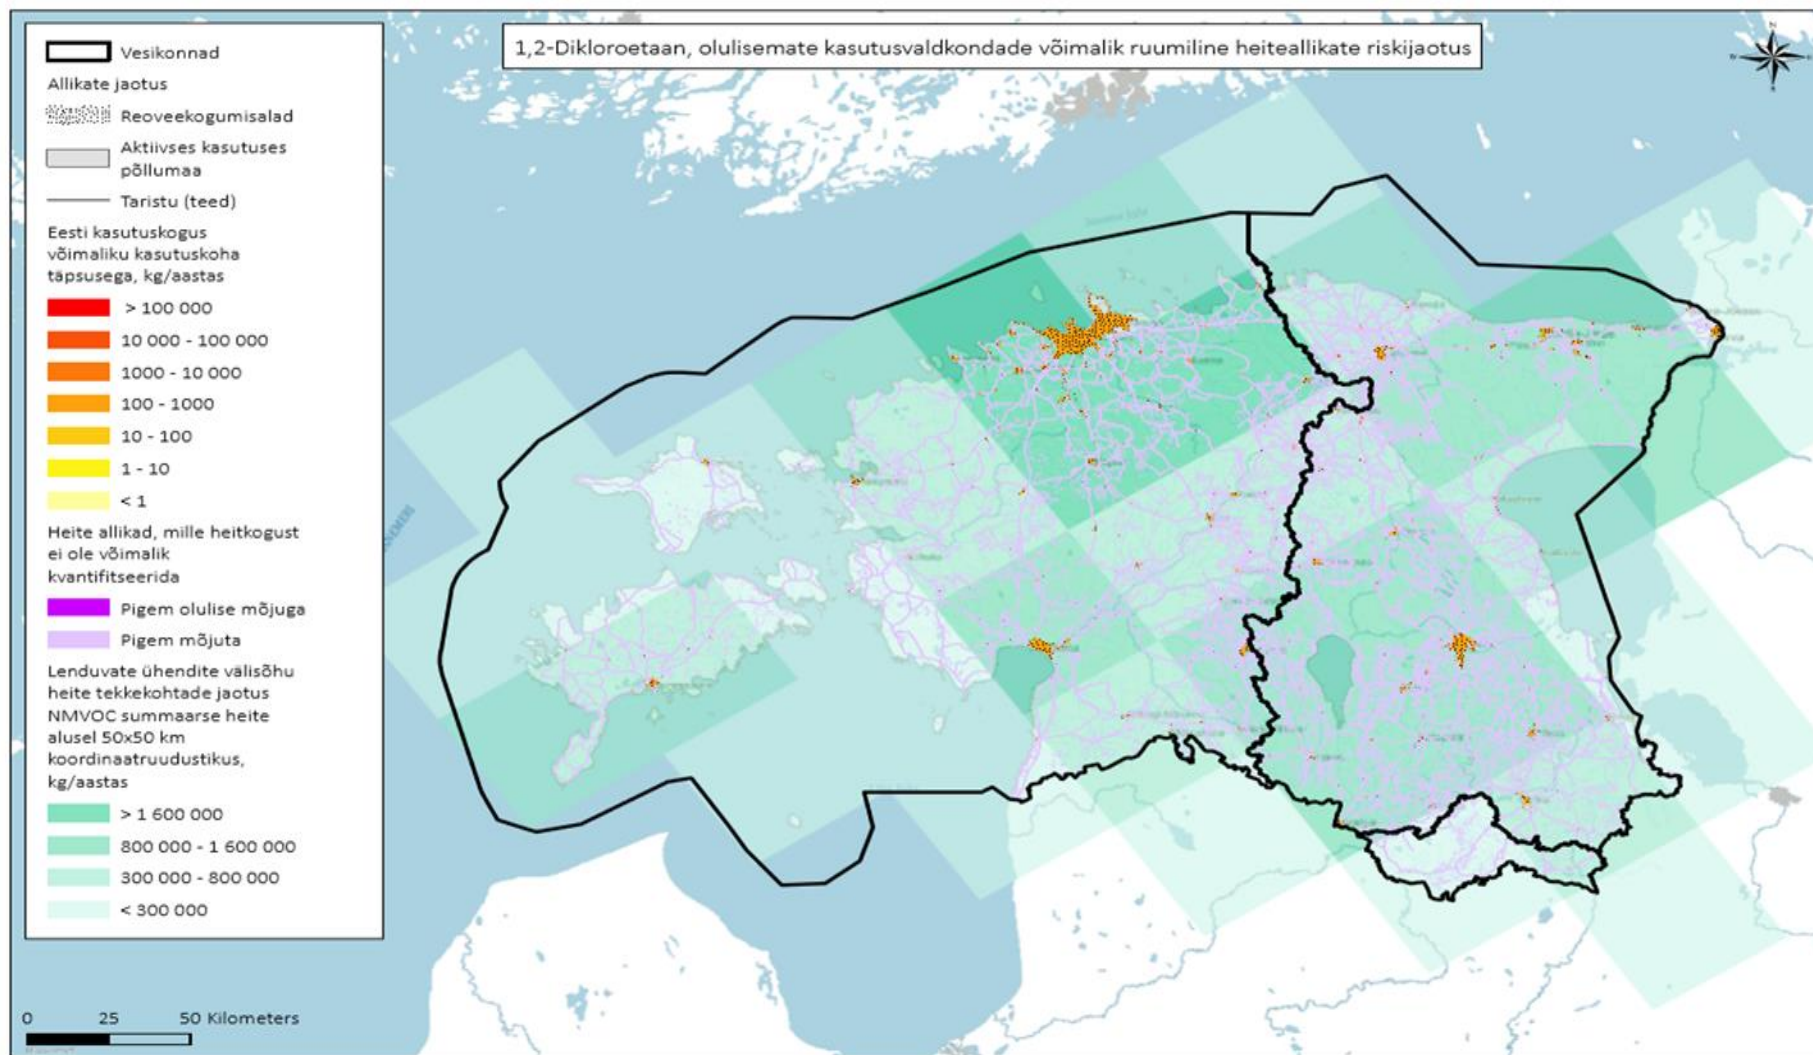 1,2-Dikloroetaan, olulisemate kasutusvaldkondade võimalik ruumiline heiteallikate riskijaotus
N
Vesikonnad
Allikate jaotus
Reoveekogumisalad
Aktiivses kasutuses
põllumaa
Taristu (teed)
Eesti kasutuskogus
võimaliku kasutuskoha
täpsusega, kg/aastas
> 100 000
10 000 - 100 000
1000 - 10 000
100 - 1000
10 - 100
1 - 10
< 1
Heite allikad, mille heitkogust
ei ole võimalik
kvantifitseerida
Pigem olulise mõjuga
Pigem mõjuta
Lenduvate ühendite välisõhu
heite tekkekohtade jaotus
NMVOC summaarse heite
alusel 50x50 km
koordinaatruudustikus,
kg/aastas
> 1 600 000
800 000 - 1 600 000
300 000 - 800 000
< 300 000
0 25 50 Kilometers